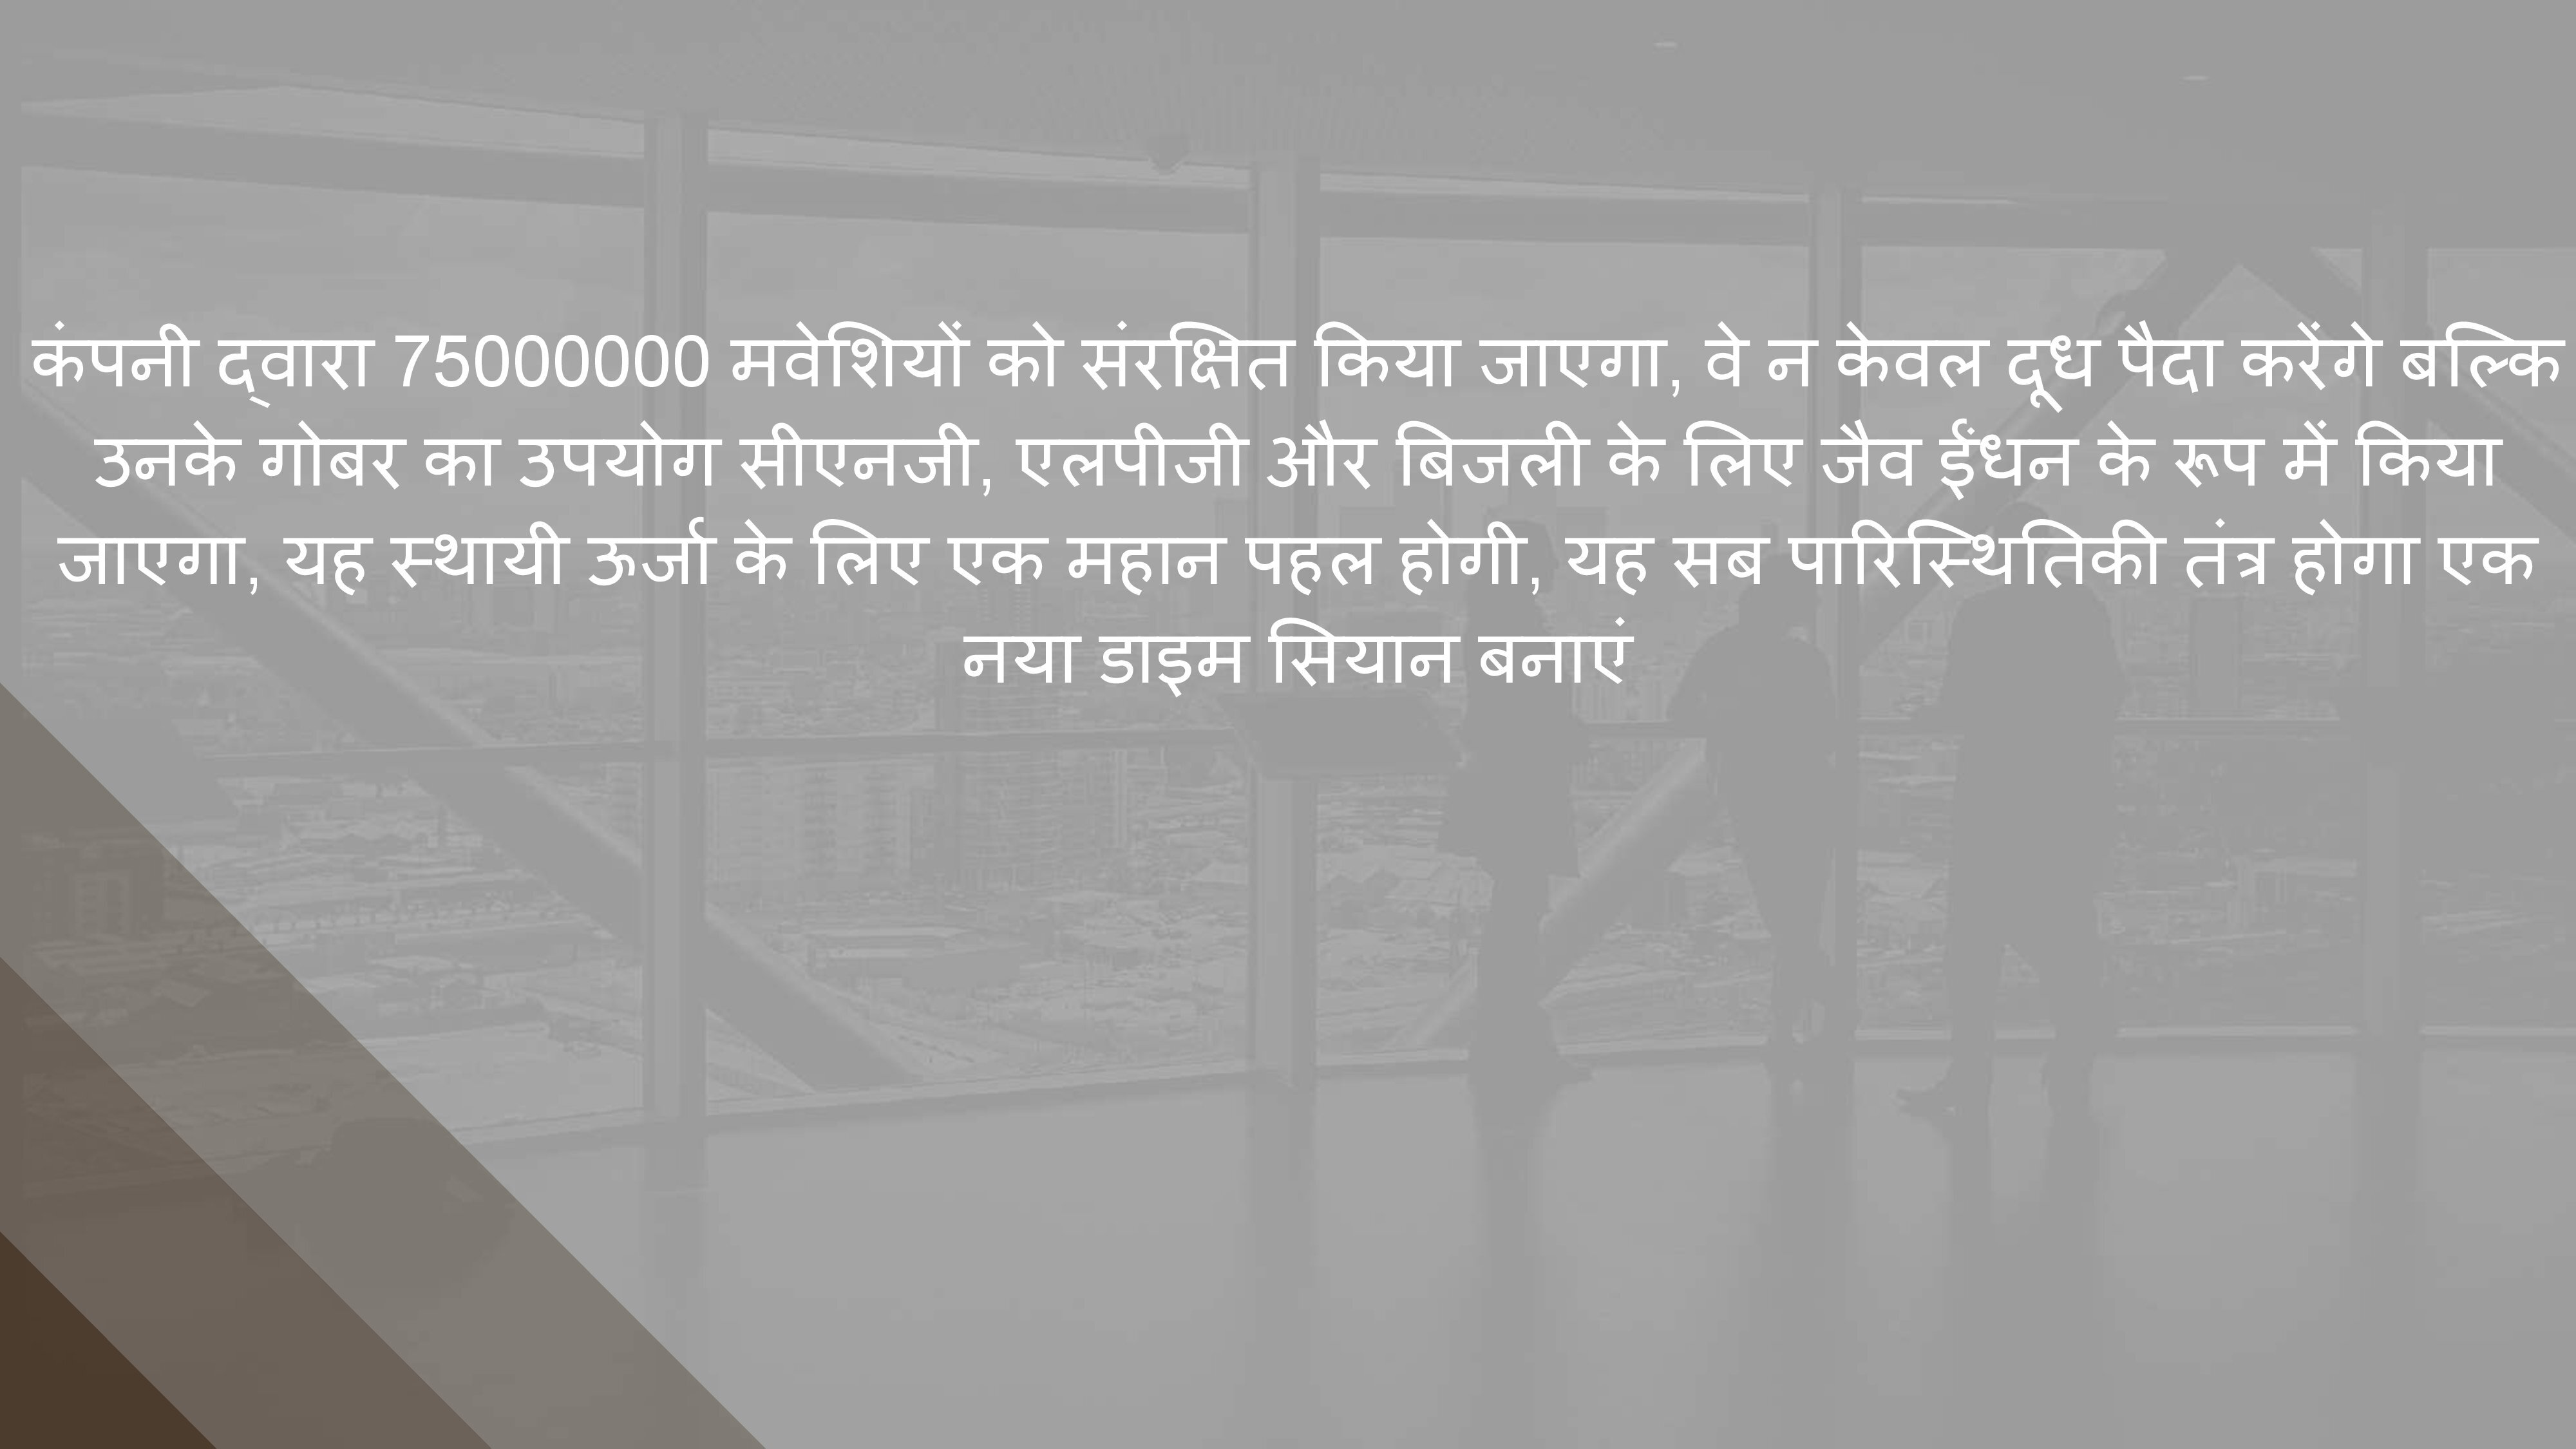 कंपनी द्वारा 75000000 मवेशियों को संरक्षित किया जाएगा, वे न केवल दूध पैदा करेंगे बल्कि
उनके गोबर का उपयोग सीएनजी, एलपीजी और बिजली के लिए जैव ईंधन के रूप में किया
जाएगा, यह स्थायी ऊर्जा के लिए एक महान पहल होगी, यह सब पारिस्थितिकी तंत्र होगा एक
नया डाइम सियान बनाएं